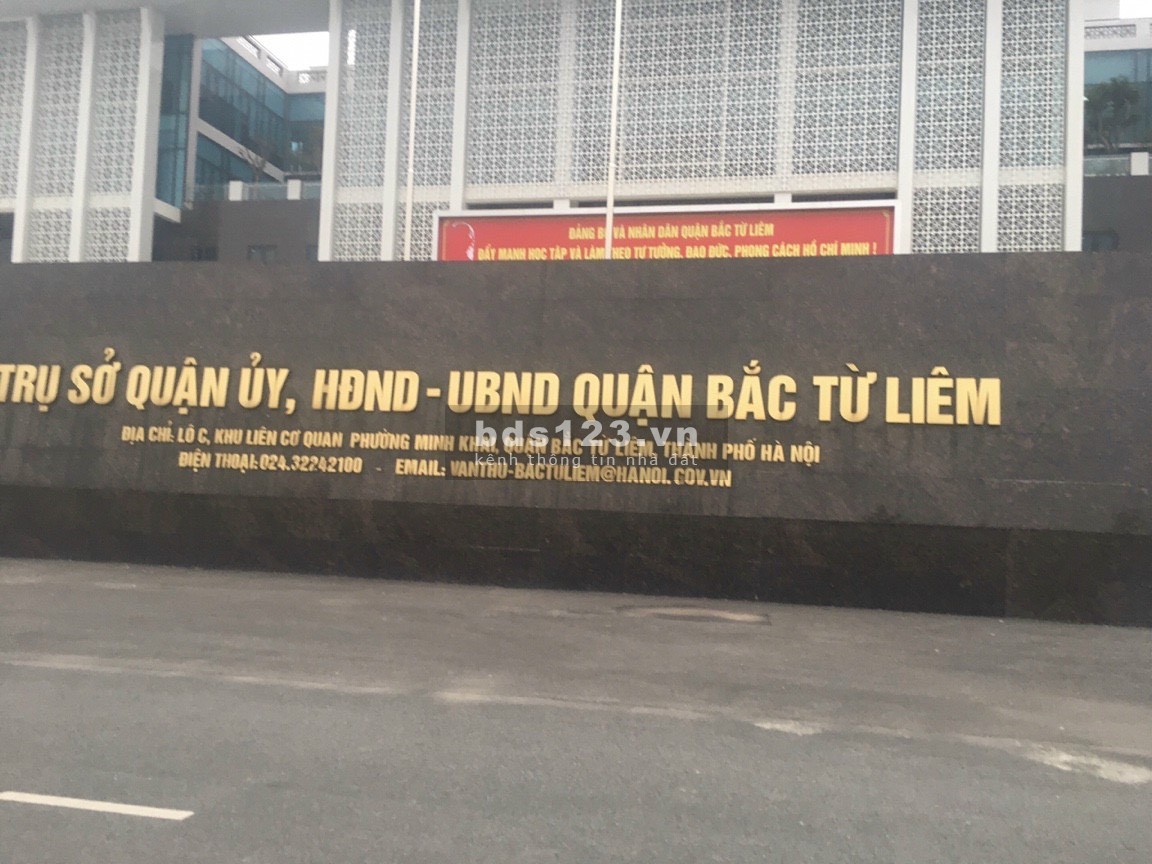 ĐẢNG BỘ VÀ NHÂN DÂN QUẬN BẮC TỪ LIÊM
ĐẨY MẠNH HỌC TẬP VÀ LÀM THEO TƯ TƯỞNG, ĐẠO ĐỨC, PHONG CÁCH HỒ CHÍ MINH !
TRỤ SỞ QUẬN ỦY, HĐND - UBND QUẬN BẮC TỪ LIÊM
bds123.vn
ĐỊA CHỈ: LÔ C, KHU LIÊN CƠ QUAN PHƯỜNG MINH KHAI, QUẬN BẮC TỪ LIÊM, THÀNH PHỐ HÀ NỘI
kênh thông tin nhà đất
ĐIỆN THOẠI: 024.32242100 - EMAIL: VANTHU-BACTULIEM@HANOI.GOV.VN